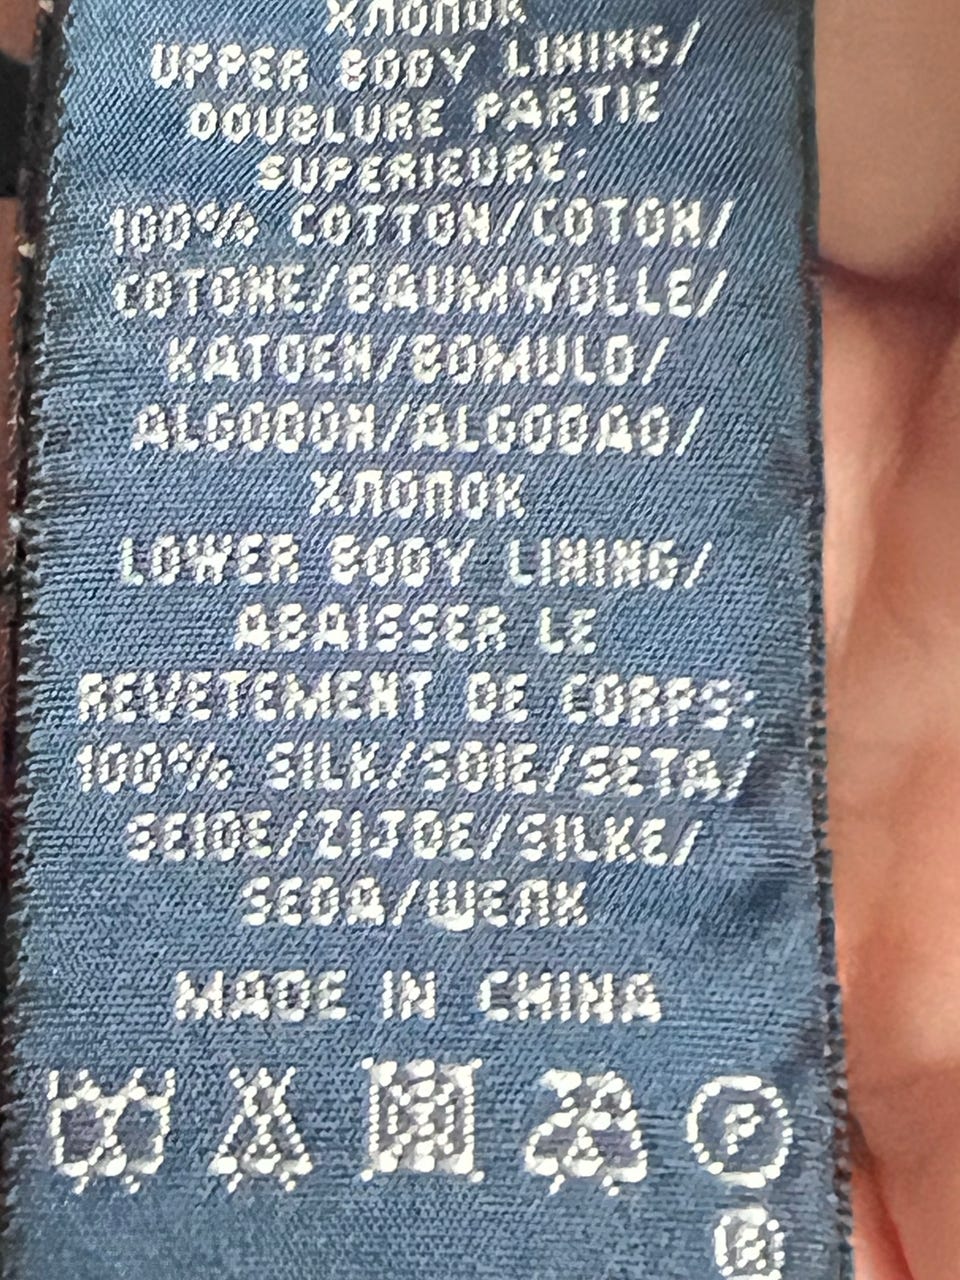 ХЛОПОК
UPPER BODY LINING/
DOUBLURE PARTIE
SUPERIEURE:
100% COTTON/COTON/
COTONE/BAUMWOLLE/
KATOEN/BOMULD/
ALGODON/ALGODAO/
ХЛОПОК
LOWER BODY LINING/
ABAISSER LE
REVETEMENT DE CORPS:
100% SILK/SOIE/SETA/
SEIDE/ZIJDE/SILKE/
SEDA/ШЕЛК
MADE IN CHINA
P